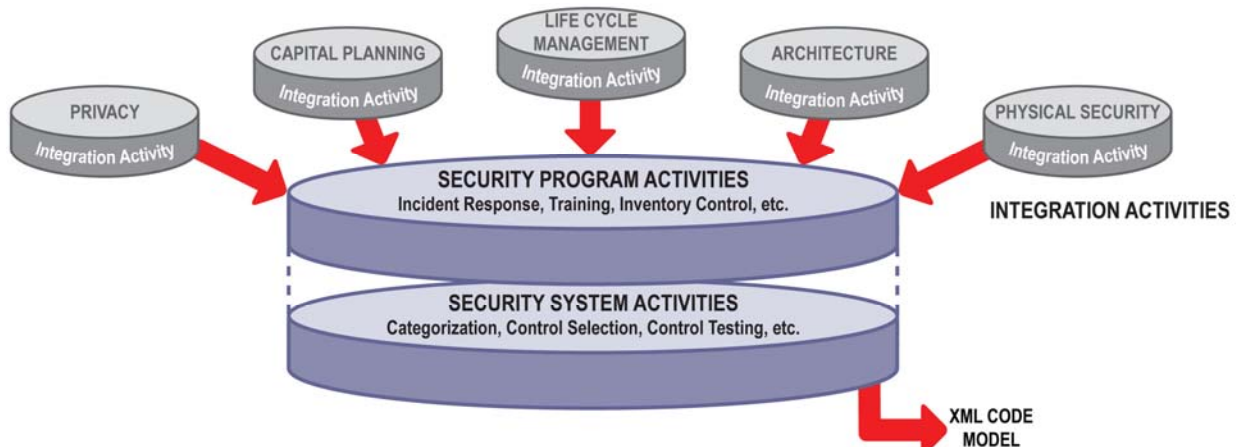 LIFE CYCLE
MANAGEMENT
Integration Activity
CAPITAL PLANNING
Integration Activity
ARCHITECTURE
Integration Activity
PRIVACY
Integration Activity
PHYSICAL SECURITY
Integration Activity
SECURITY PROGRAM ACTIVITIES
Incident Response, Training, Inventory Control, etc.
INTEGRATION ACTIVITIES
SECURITY SYSTEM ACTIVITIES
Categorization, Control Selection, Control Testing, etc.
XML CODE
MODEL